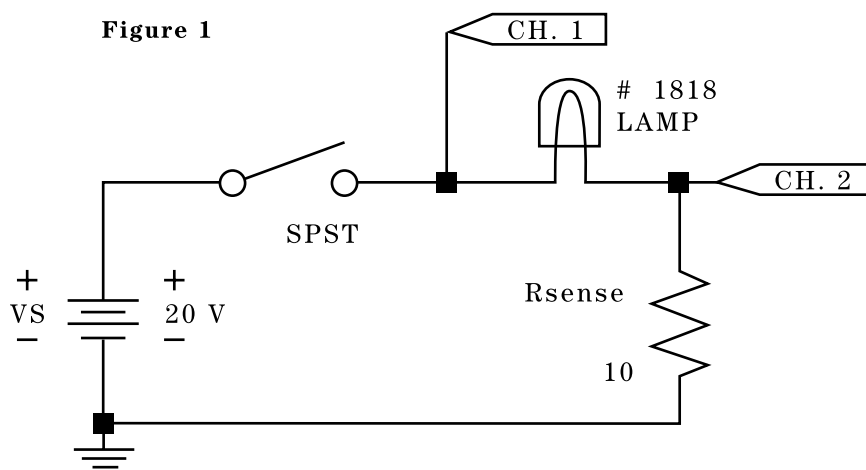 Figure 1
CH. 1
# 1818
LAMP
CH. 2
SPST
+ +
VS 20 V
− −
Rsense
10